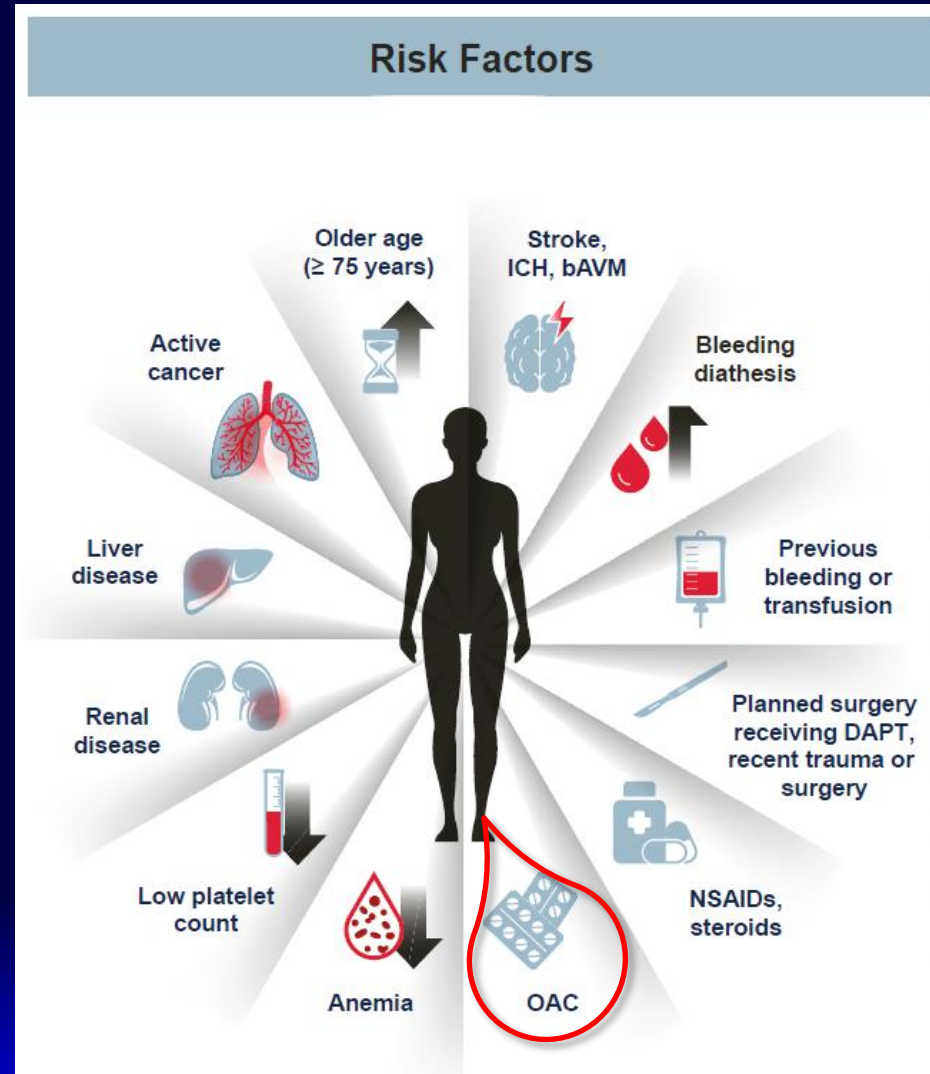 Risk Factors
Older age
(≥ 75 years)
Stroke,
ICH, bAVM
Active
cancer
Bleeding
diathesis
Liver
disease
Previous
bleeding or
transfusion
Renal
disease
Planned surgery
receiving DAPT,
recent trauma or
surgery
Low platelet
count
NSAIDs,
steroids
Anemia
OAC